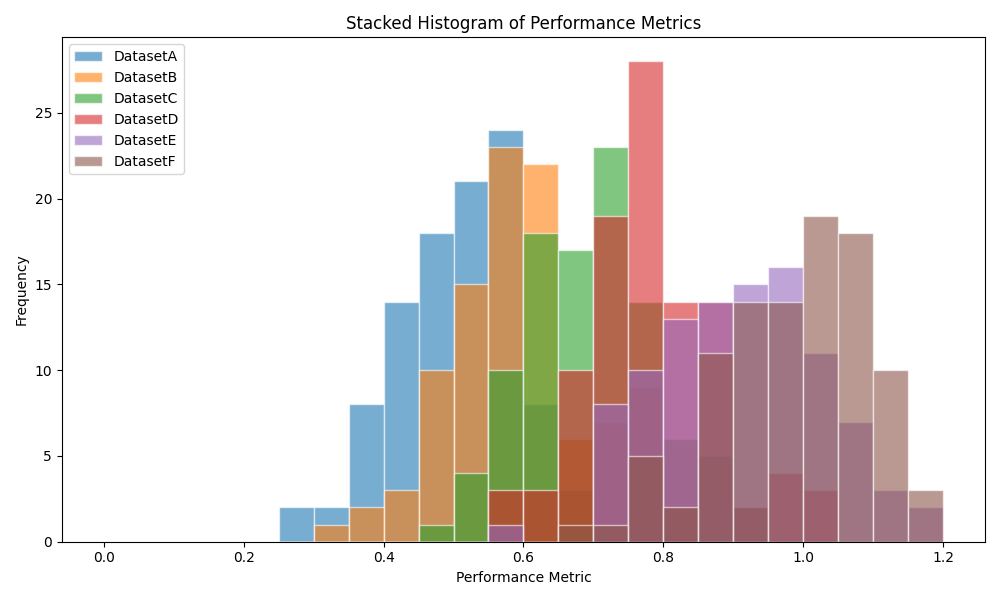 Stacked Histogram of Performance Metrics
DatasetA
DatasetB
DatasetC
DatasetD
DatasetE
DatasetF
Frequency
25
20
15
10
5
0
0.0 0.2 0.4 0.6 0.8 1.0 1.2
Performance Metric